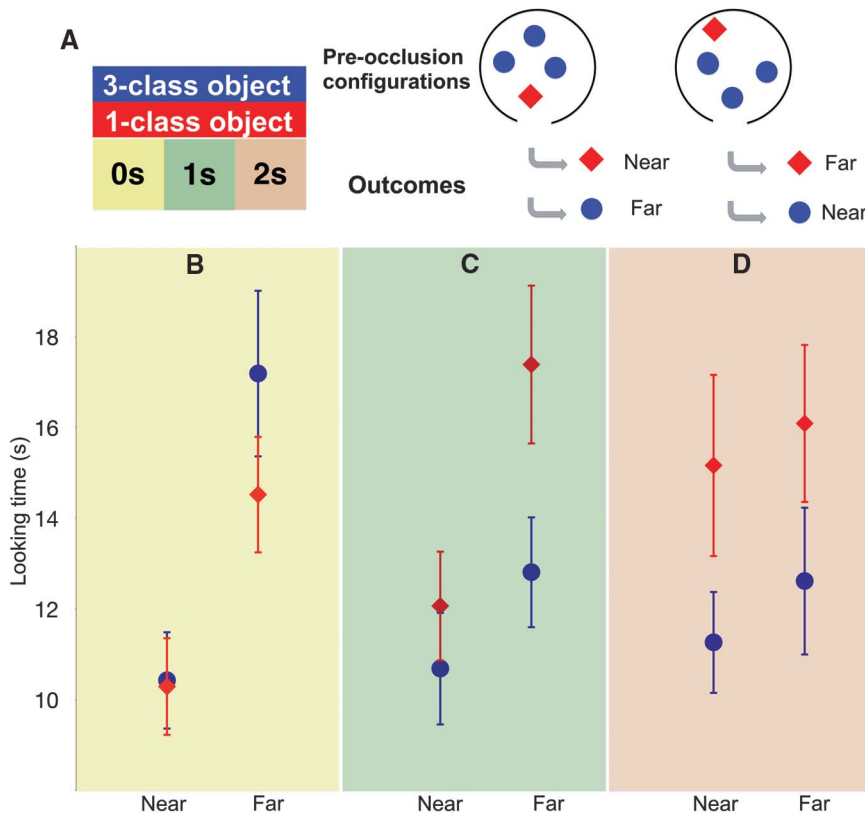 A
3-class object
1-class object
0s 1s 2s
Pre-occlusion
configurations
Outcomes
Near
Far
Far
Near
B
C
D
Looking time (s)
18
16
14
12
10
Near Far Near Far Near Far